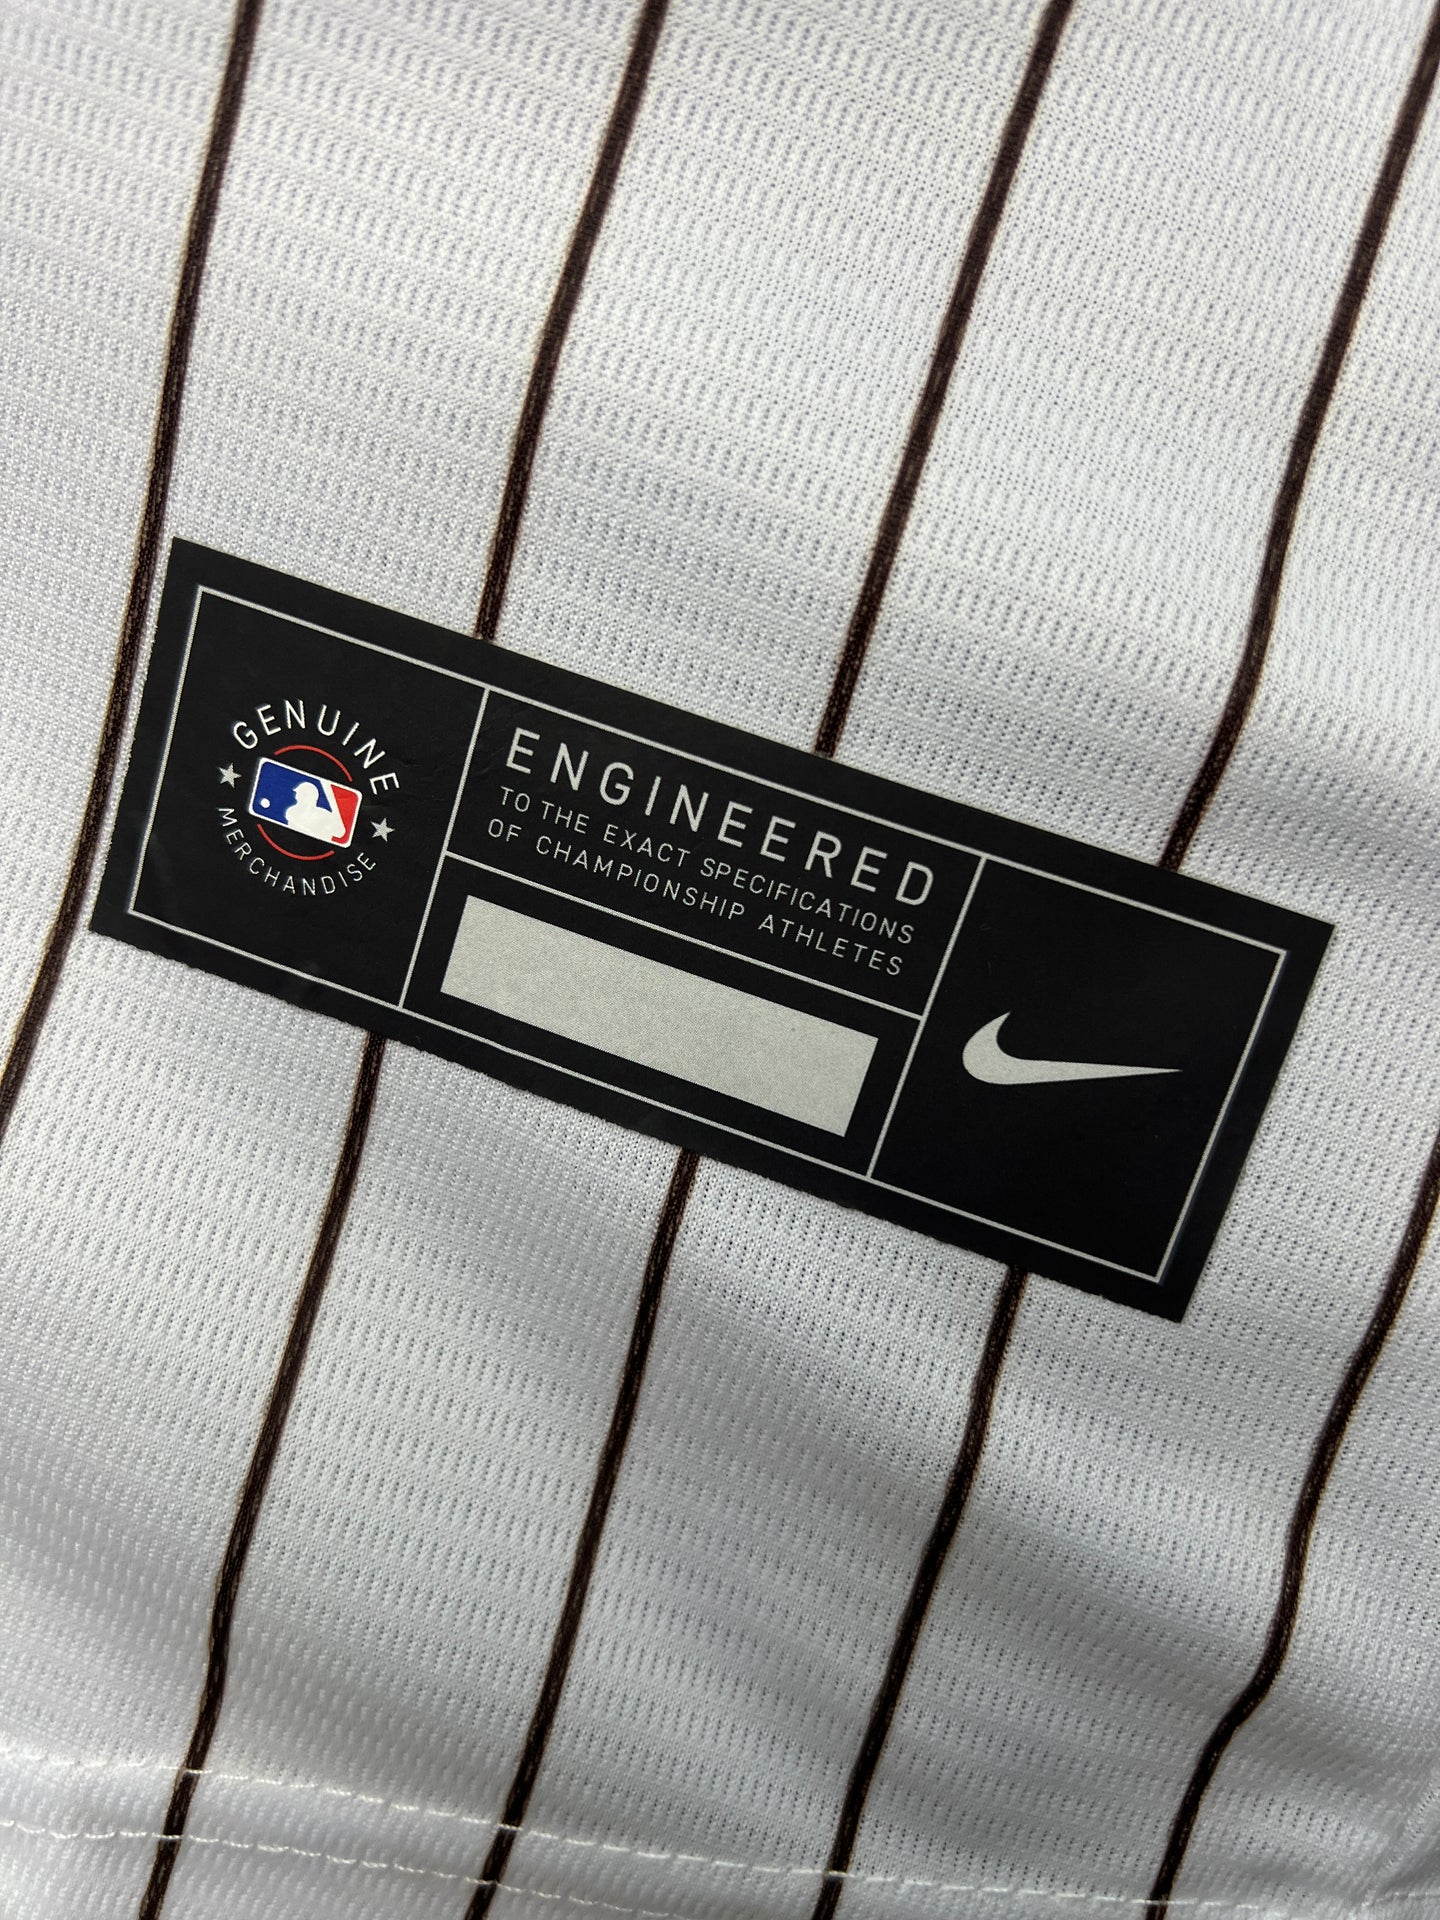 GENUINE
MERCHANDISE
ENGINEERED
TO THE EXACT SPECIFICATIONS
OF CHAMPIONSHIP ATHLETES